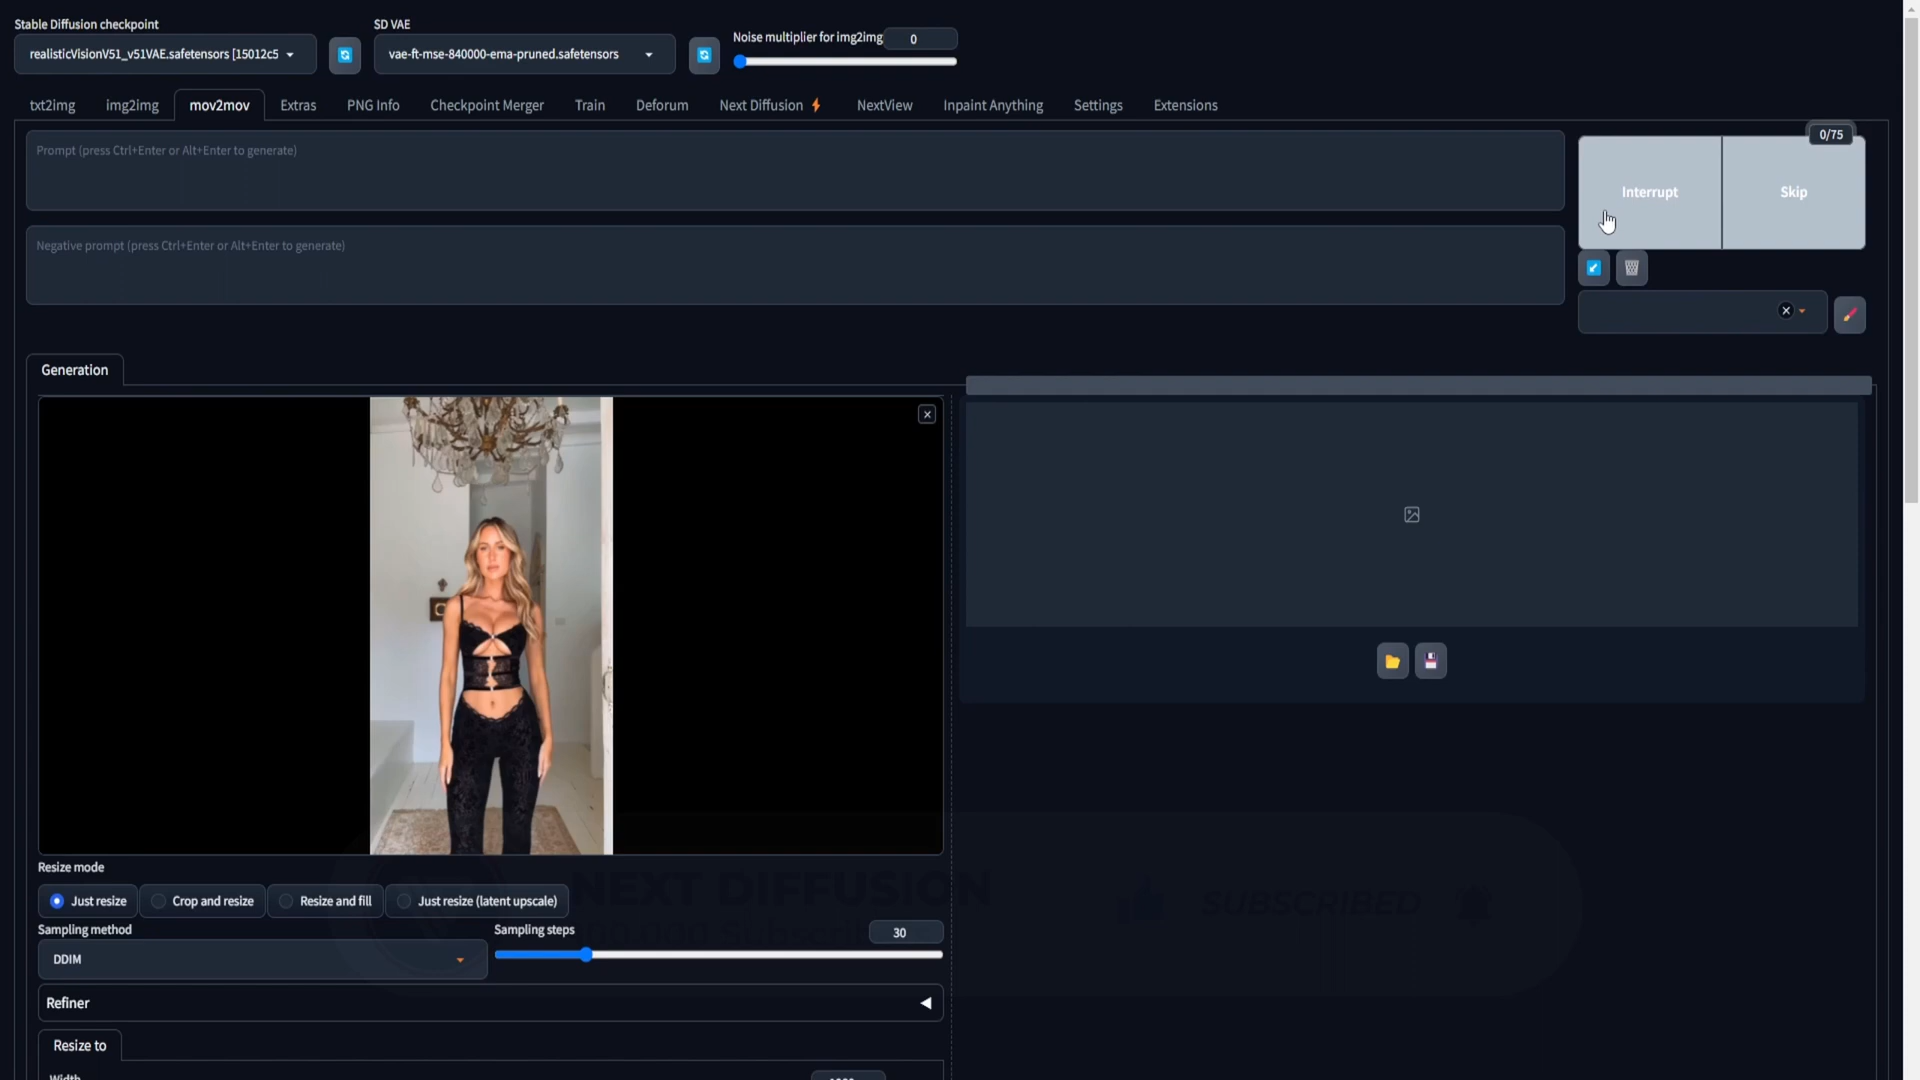 Stable Diffusion checkpoint
SD VAE
realisticVisionV51_v51VAE.safetensors [15012c5
vae-ft-mse-840000-ema-pruned.safetensors
Noise multiplier for img2img
0
txt2img
img2img
mov2mov
Extras
PNG Info
Checkpoint Merger
Train
Deforum
Next Diffusion
NextView
Inpaint Anything
Settings
Extensions
Prompt (press Ctrl+Enter or Alt+Enter to generate)
0/75
Interrupt
Skip
Negative prompt (press Ctrl+Enter or Alt+Enter to generate)
Generation
Resize mode
Just resize
Crop and resize
Resize and fill
Just resize (latent upscale)
NEXT DIFFUSION
SUBSCRIBED
Sampling method
Sampling steps
30
DDIM
Refiner
Resize to
Width